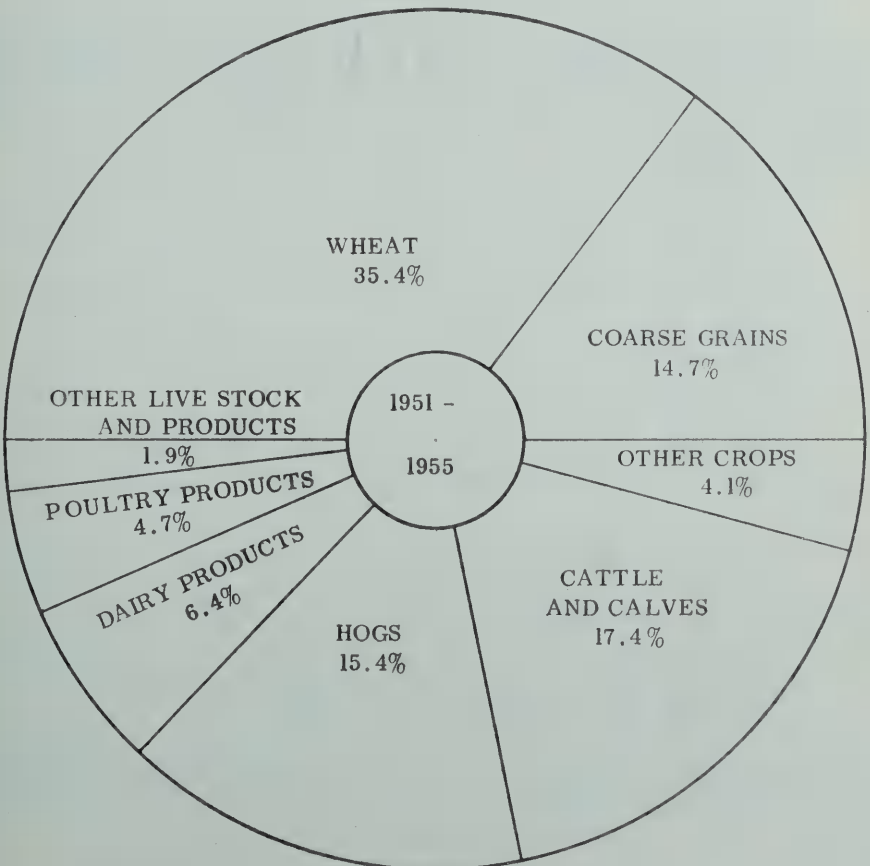 WHEAT
35.4%
COARSE GRAINS
14.7%
OTHER LIVE STOCK
AND PRODUCTS
1.9%
1951 -
1955
OTHER CROPS
4.1%
POULTRY PRODUCTS
4.7%
DAIRY PRODUCTS
6.4%
CATTLE
AND CALVES
17.4%
HOGS
15.4%